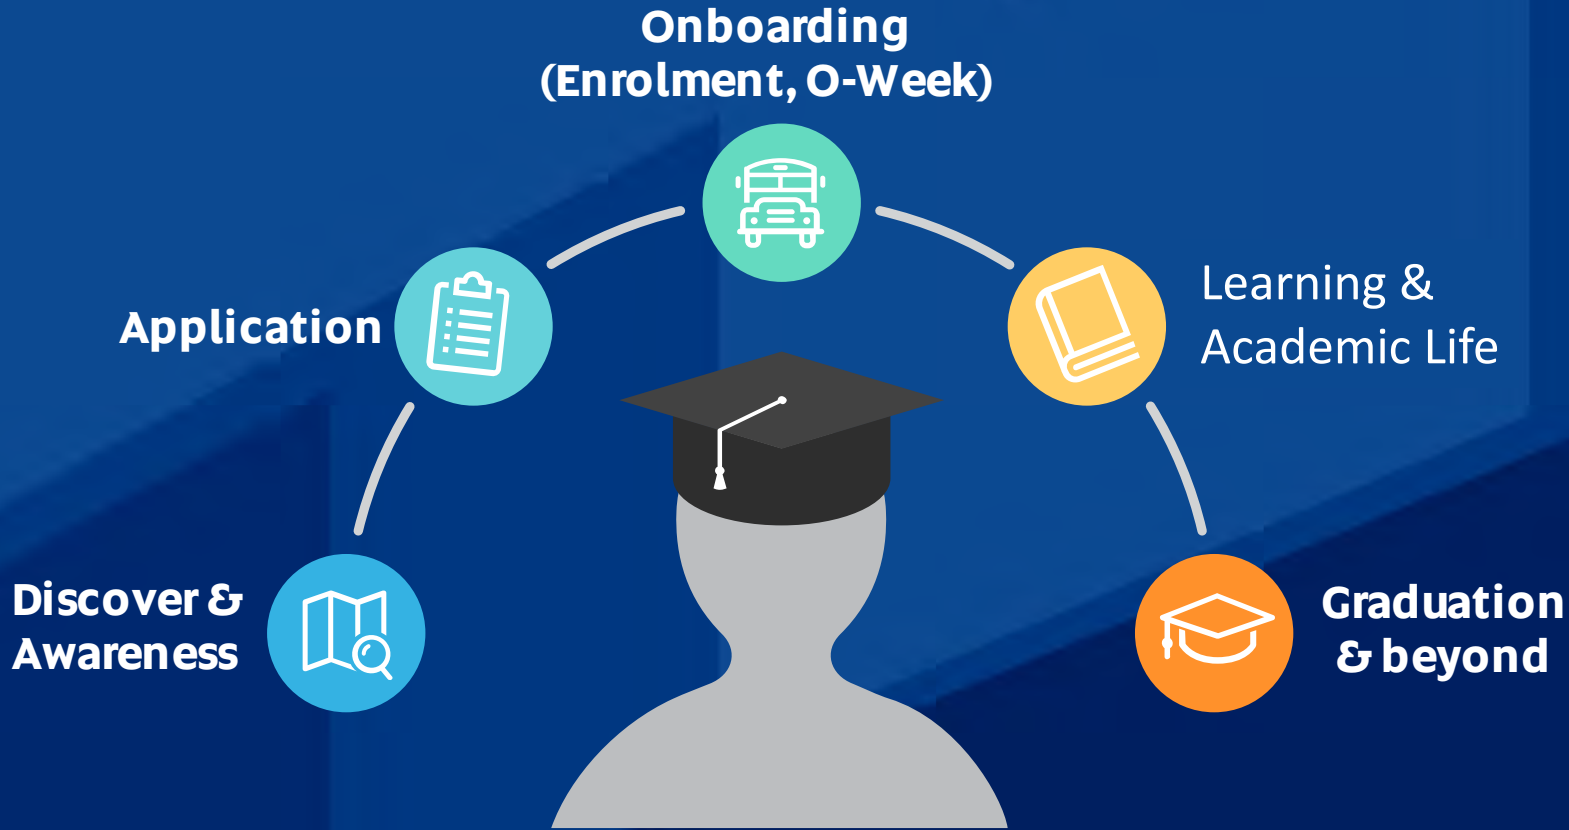 Onboarding
(Enrolment, O-Week)
Application
Learning &
Academic Life
Discover &
Awareness
Graduation
& beyond